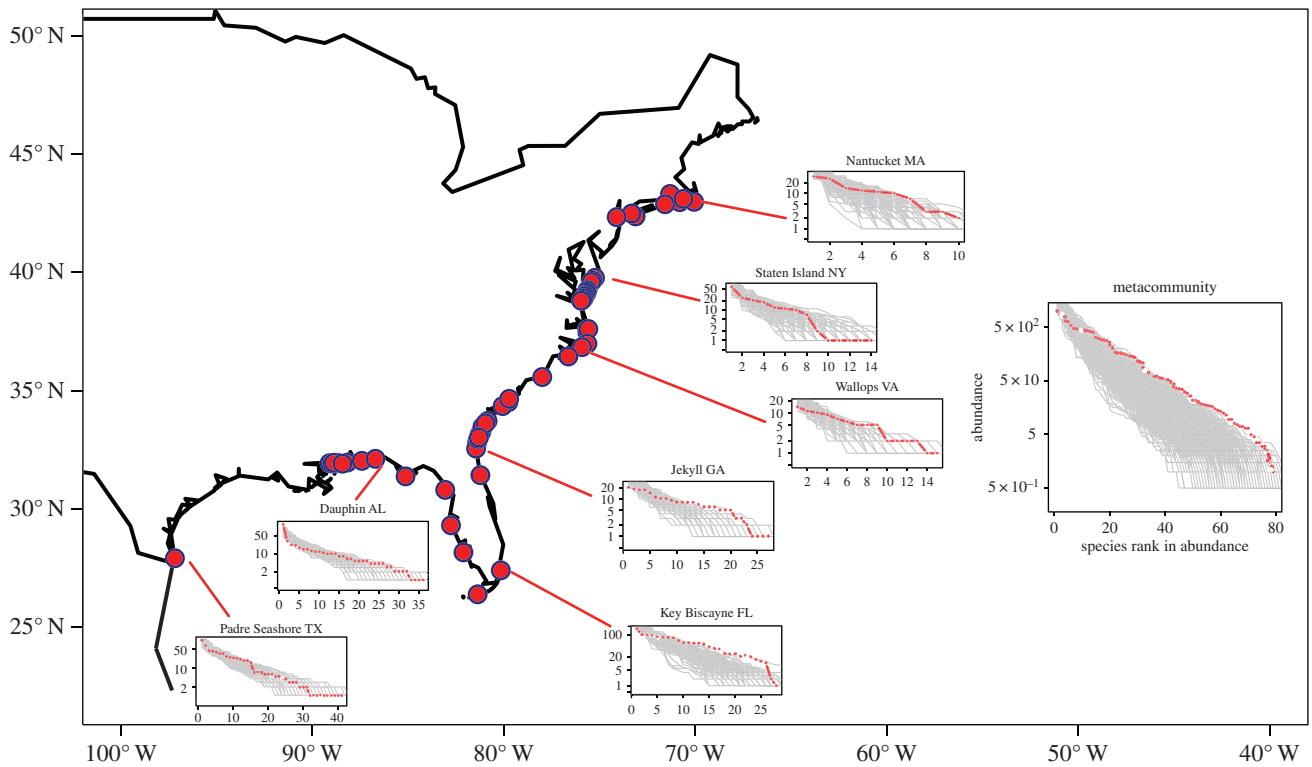 50° N
45° N
40° N
35° N
30° N
25° N
100° W
90° W
80° W
70° W
60° W
50° W
40° W
Nantucket MA
20
10
5
2
1
2 4 6 8 10
Staten Island NY
50
20
10
5
2
1
2 4 6 8 10 12 14
Wallops VA
20
10
5
2
1
2 4 6 8 10 12 14
Jekyll GA
20
10
5
2
1
0 5 10 15 20 25
Key Biscayne FL
100
20
5
2
1
0 5 10 15 20 25
Dauphin AL
50
10
2
0 5 10 15 20 25 30 35
Padre Seashore TX
50
10
2
0 10 20 30 40
metacommunity
abundance
5 × 10²
5 × 10
5
5 × 10⁻¹
0 20 40 60 80
species rank in abundance